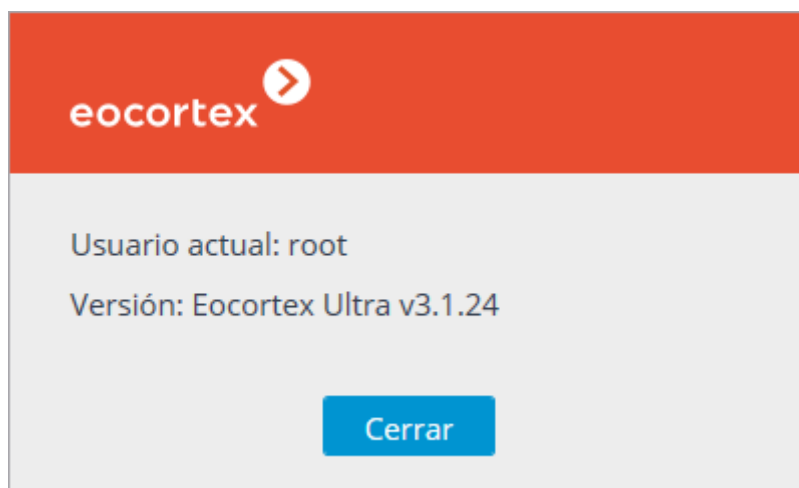 eocortex
Usuario actual: root
Versión: Eocortex Ultra v3.1.24
Cerrar